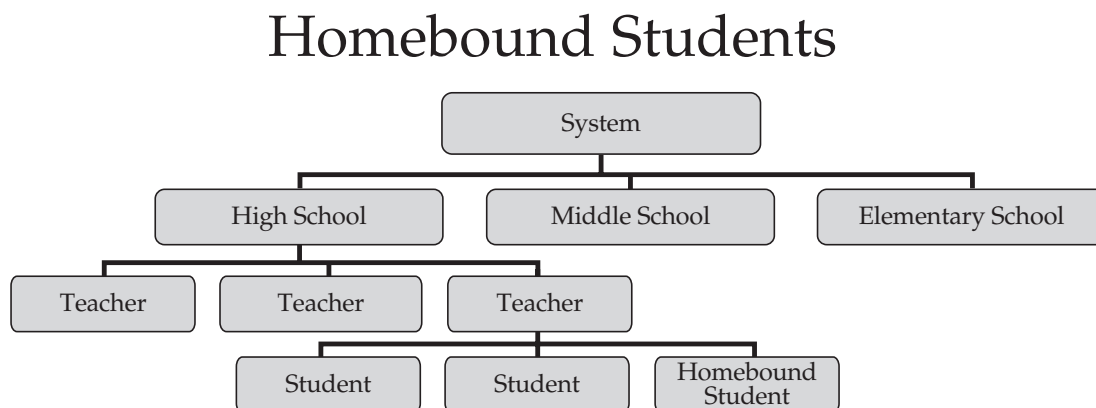 Homebound Students
System
High School
Middle School
Elementary School
Teacher
Teacher
Teacher
Student
Student
Homebound
Student